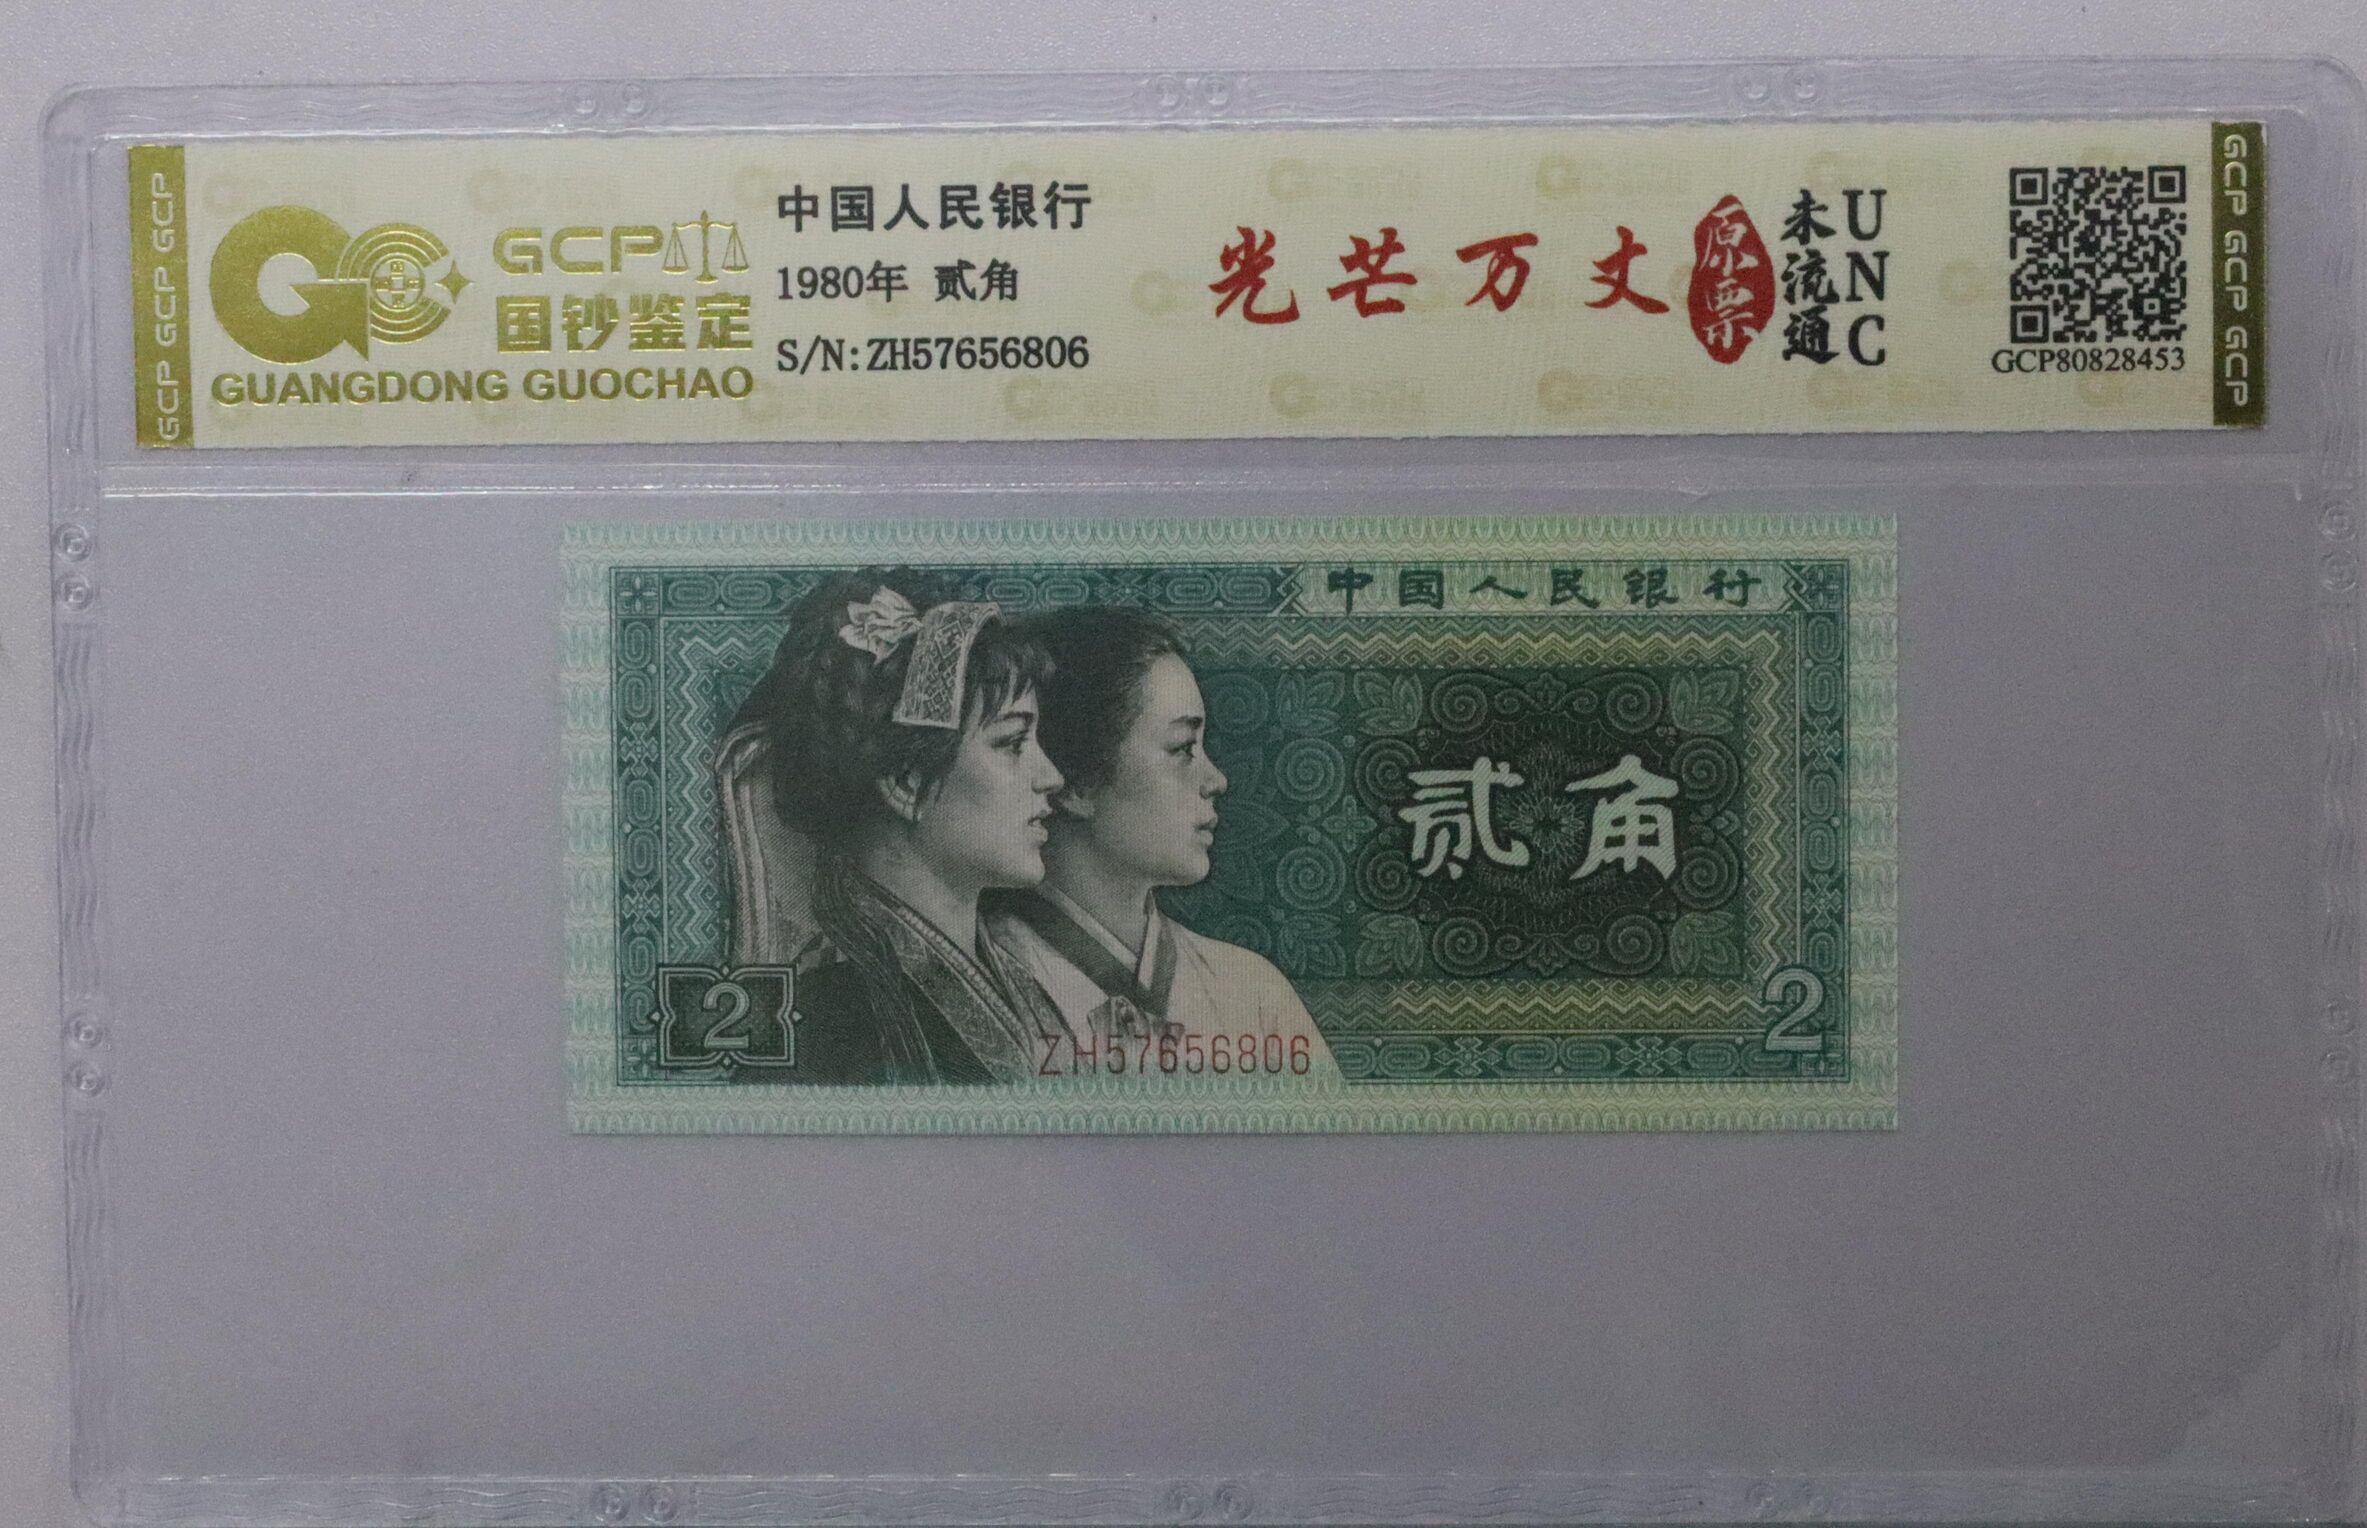 GCP GCP GCP
GCP
国钞鉴定
GUANGDONG GUOCHAO
中国人民银行
1980年 贰角
S/N:ZH57656806
光芒万丈
原票
未流通
UNC
GCP80828453
GCP GCP GCP
中国人民银行
贰角
2
ZH57656806
2